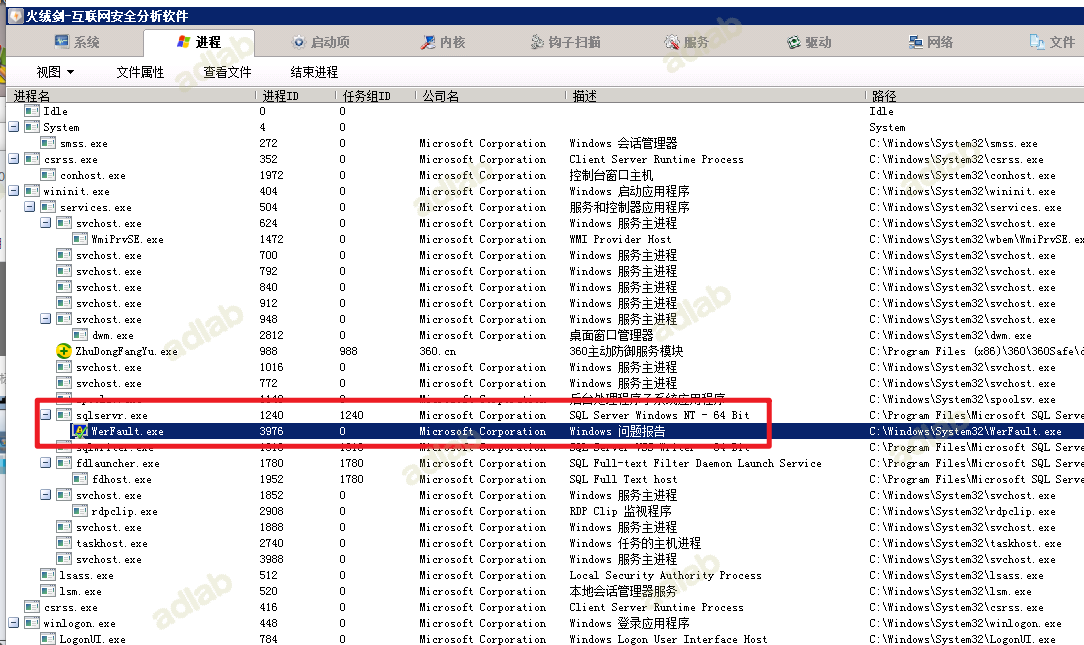 火绒剑-互联网安全分析软件
系统 进程 启动项 内核 钩子扫描 服务 驱动 网络 文件
视图 文件属性 查看文件 结束进程
进程名 进程ID 任务组ID 公司名 描述 路径
Idle 0 0 Idle
System 4 0 System
smss.exe 272 0 Microsoft Corporation Windows 会话管理器 C:\Windows\System32\smss.exe
csrss.exe 352 0 Microsoft Corporation Client Server Runtime Process C:\Windows\System32\csrss.exe
conhost.exe 1972 0 Microsoft Corporation 控制台窗口主机 C:\Windows\System32\conhost.exe
wininit.exe 404 0 Microsoft Corporation Windows 启动应用程序 C:\Windows\System32\wininit.exe
services.exe 504 0 Microsoft Corporation 服务和控制器应用程序 C:\Windows\System32\services.exe
svchost.exe 624 0 Microsoft Corporation Windows 服务主进程 C:\Windows\System32\svchost.exe
WmiPrvSE.exe 1472 0 Microsoft Corporation WMI Provider Host C:\Windows\System32\wbem\WmiPrvSE.ex
svchost.exe 700 0 Microsoft Corporation Windows 服务主进程 C:\Windows\System32\svchost.exe
svchost.exe 792 0 Microsoft Corporation Windows 服务主进程 C:\Windows\System32\svchost.exe
svchost.exe 840 0 Microsoft Corporation Windows 服务主进程 C:\Windows\System32\svchost.exe
svchost.exe 912 0 Microsoft Corporation Windows 服务主进程 C:\Windows\System32\svchost.exe
svchost.exe 948 0 Microsoft Corporation Windows 服务主进程 C:\Windows\System32\svchost.exe
dwm.exe 2812 0 Microsoft Corporation 桌面窗口管理器 C:\Windows\System32\dwm.exe
ZhuDongFangYu.exe 988 988 360.cn 360主动防御服务模块 C:\Program Files (x86)\360\360Safe\d
svchost.exe 1016 0 Microsoft Corporation Windows 服务主进程 C:\Windows\System32\svchost.exe
svchost.exe 772 0 Microsoft Corporation Windows 服务主进程 C:\Windows\System32\svchost.exe
spoolsv.exe 1148 0 Microsoft Corporation 后台处理程序子系统应用程序 C:\Windows\System32\spoolsv.exe
sqlservr.exe 1240 1240 Microsoft Corporation SQL Server Windows NT - 64 Bit C:\Program Files\Microsoft SQL Serve
WerFault.exe 3976 0 Microsoft Corporation Windows 问题报告 C:\Windows\System32\WerFault.exe
sqlwriter.exe 1318 1318 Microsoft Corporation SQL Server VSS Writer - 64 Bit C:\Program Files\Microsoft SQL Serve
fdlauncher.exe 1780 1780 Microsoft Corporation SQL Full-text Filter Daemon Launch Service C:\Program Files\Microsoft SQL Serve
fdhost.exe 1952 1780 Microsoft Corporation SQL Full Text host C:\Program Files\Microsoft SQL Serve
svchost.exe 1852 0 Microsoft Corporation Windows 服务主进程 C:\Windows\System32\svchost.exe
rdpclip.exe 2908 0 Microsoft Corporation RDP Clip 监视程序 C:\Windows\System32\rdpclip.exe
svchost.exe 1888 0 Microsoft Corporation Windows 服务主进程 C:\Windows\System32\svchost.exe
taskhost.exe 2740 0 Microsoft Corporation Windows 任务的主机进程 C:\Windows\System32\taskhost.exe
svchost.exe 3988 0 Microsoft Corporation Windows 服务主进程 C:\Windows\System32\svchost.exe
lsass.exe 512 0 Microsoft Corporation Local Security Authority Process C:\Windows\System32\lsass.exe
lsm.exe 520 0 Microsoft Corporation 本地会话管理器服务 C:\Windows\System32\lsm.exe
csrss.exe 416 0 Microsoft Corporation Client Server Runtime Process C:\Windows\System32\csrss.exe
winlogon.exe 448 0 Microsoft Corporation Windows 登录应用程序 C:\Windows\System32\winlogon.exe
LogonUI.exe 784 0 Microsoft Corporation Windows Logon User Interface Host C:\Windows\System32\LogonUI.exe